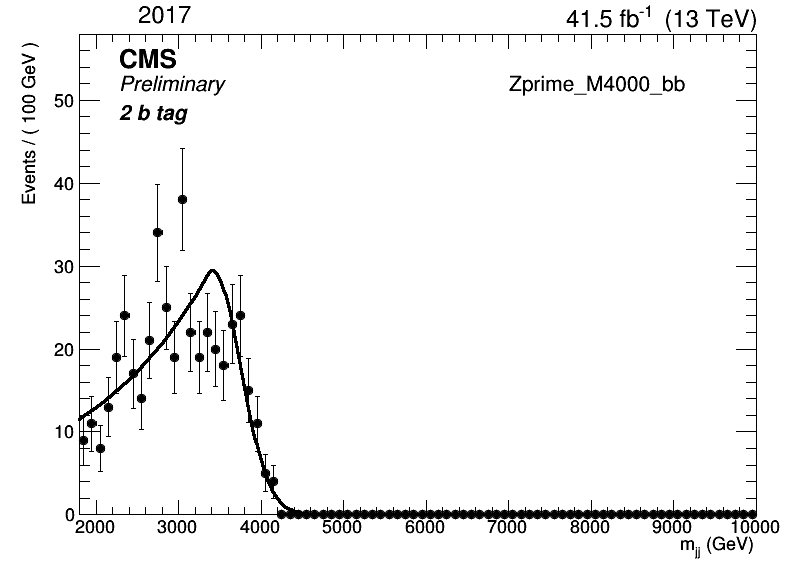 2017
41.5 fb⁻¹ (13 TeV)
CMS
Preliminary
2 b tag
Zprime_M4000_bb
Events / ( 100 GeV )
50
40
30
20
10
0
2000 3000 4000 5000 6000 7000 8000 9000 10000
m_jj (GeV)